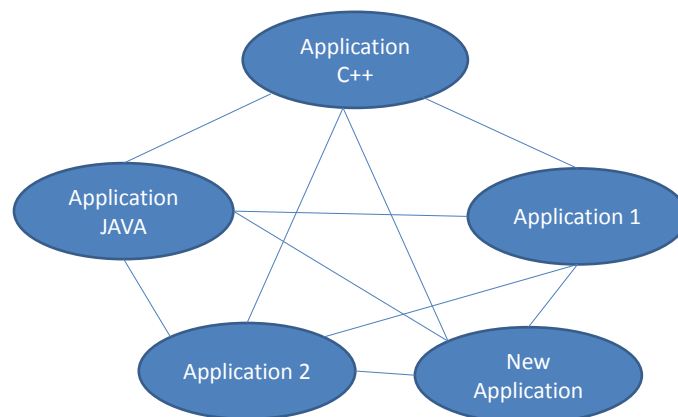 Application
C++
Application
JAVA
Application 1
Application 2
New
Application